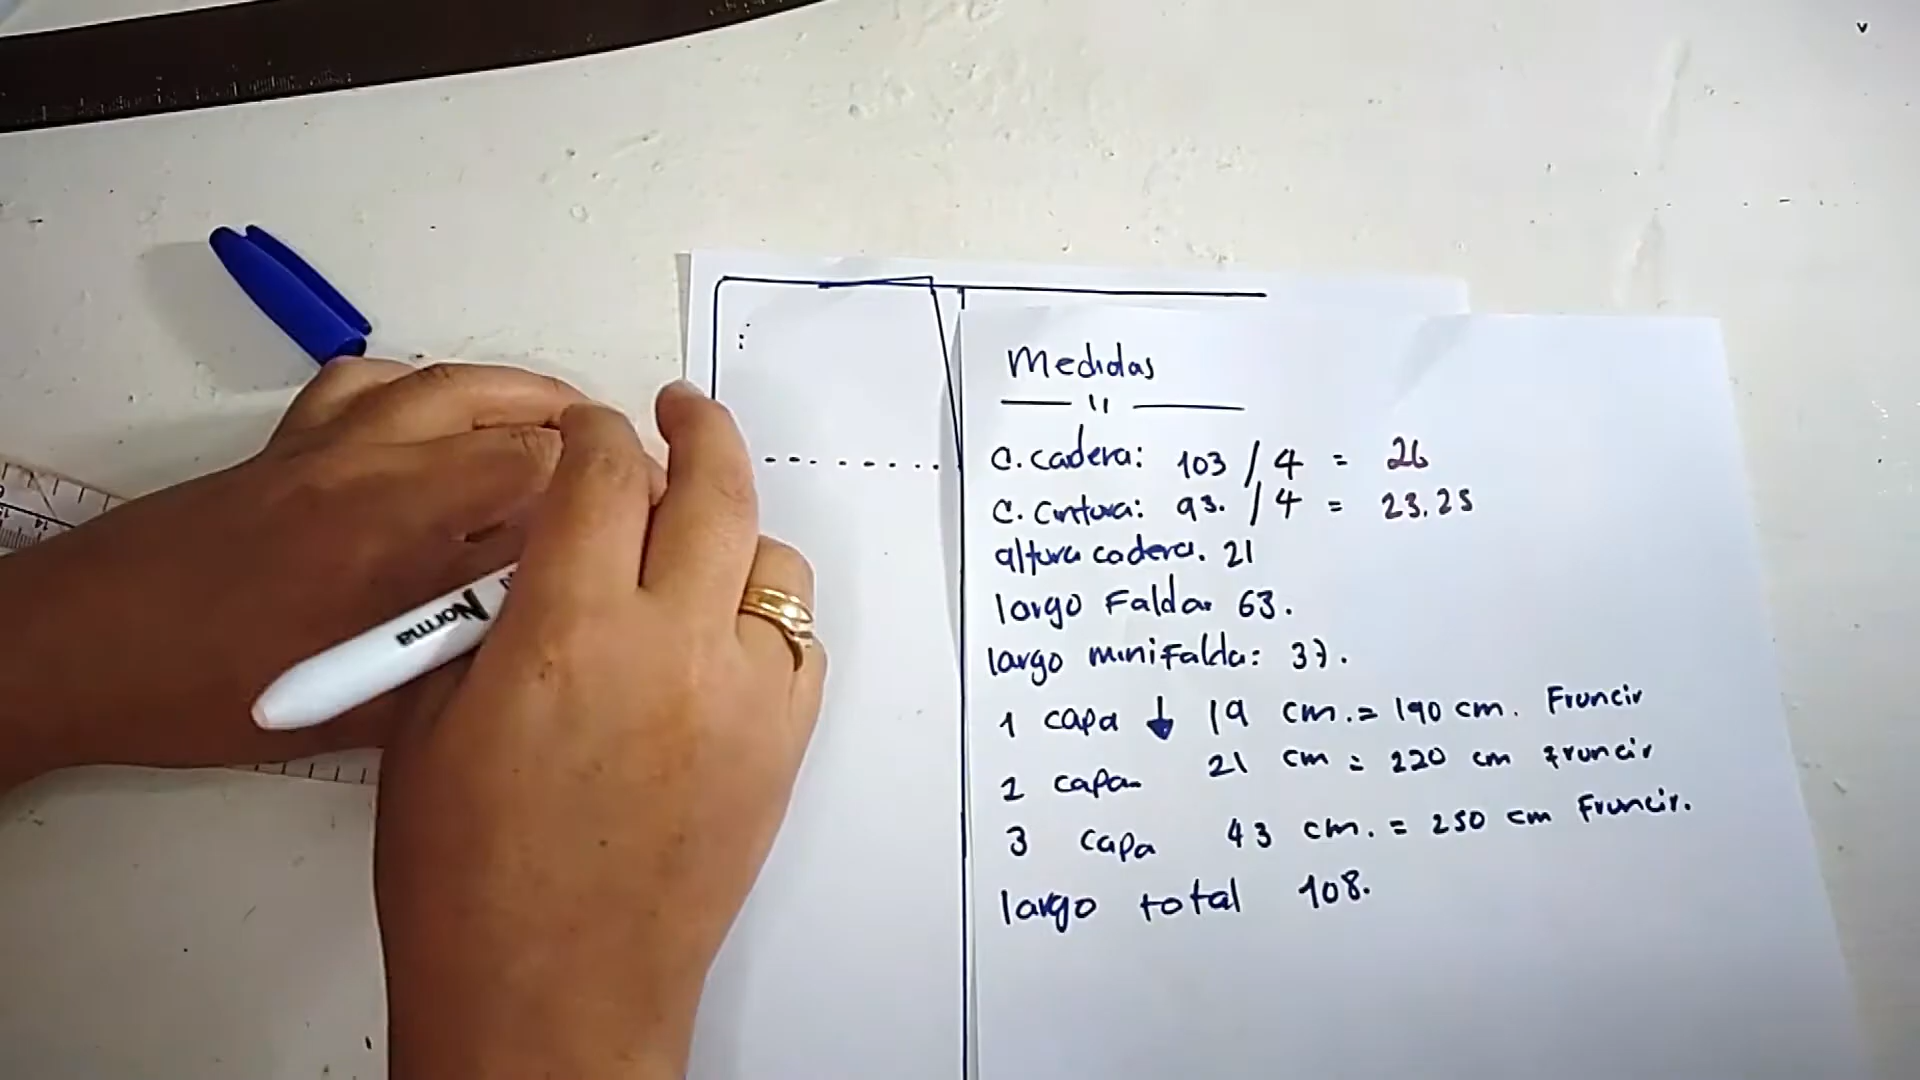 Medidas
C. Cadera: 103 / 4 = 26
C. Cintura: 93. / 4 = 23.25
altura cadera. 21
largo Falda. 63.
largo minifalda: 37.
1 capa ↓ 19 cm. = 190 cm. Fruncir
2 capa. 21 cm = 220 cm Fruncir
3 capa 43 cm. = 250 cm Fruncir.
largo total 108.
Norma